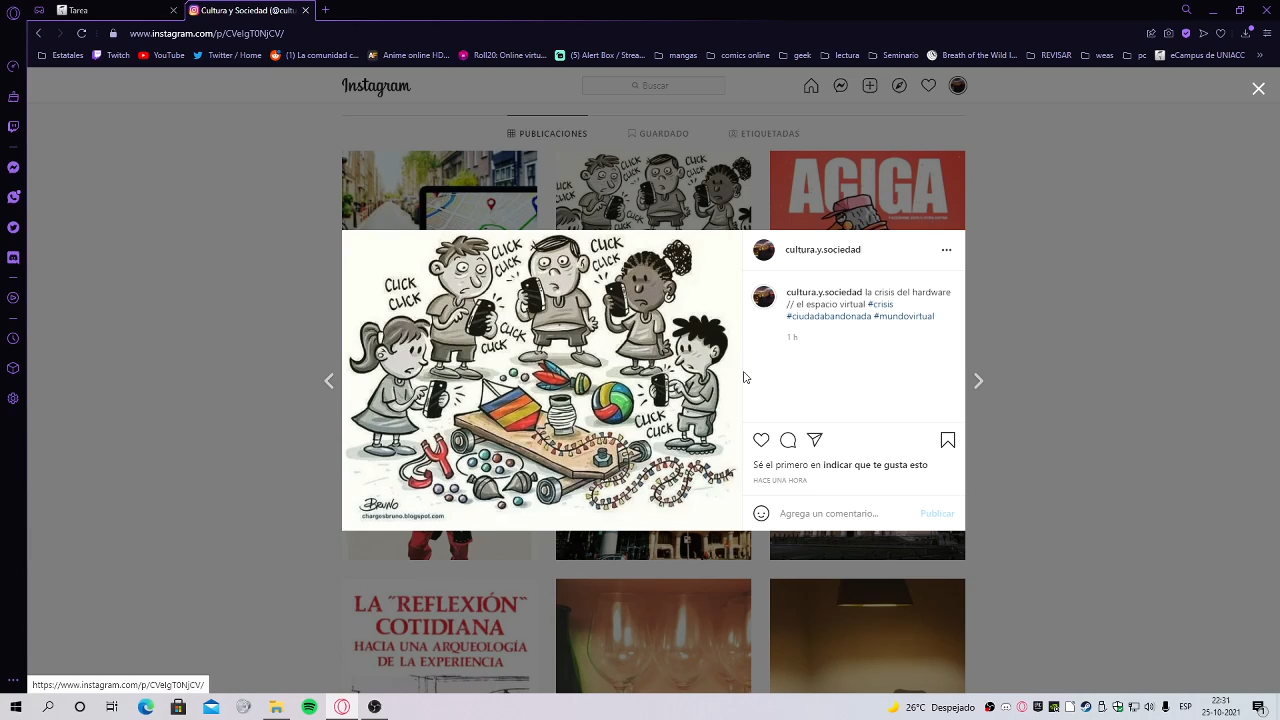 Tarea
Instagram (@cultu
www.instagram.com/p/CVeIgT0NjCV/
Estatales
Twitch
YouTube
Twitter / Home
(1) La comunidad c...
Anime online HD...
Roll20: Online virtu...
(5) Alert Box / Strea...
mangas
comics online
geek
lectura
Seminario
Breath of the Wild I...
REVISAR
weas
pc
eCampus de UNIACC
Instagram
Buscar
PUBLICACIONES
GUARDADO
ETIQUETADAS
CLICK
CLICK
CLICK
CLICK
AGIGA
CLICK
CLICK
CLICK
CLICK
CLICK
CLICK
CLICK
CLICK
CLICK
CLICK
BRUNO
chargesbruno.blogspot.com
cultura.y.sociedad
cultura.y.sociedad la crisis del hardware
// el espacio virtual #crisis
#ciudadabandonada #mundovirtual
1 h
Sé el primero en indicar que te gusta esto
HACE UNA HORA
Agrega un comentario...
Publicar
LA "REFLEXIÓN"
COTIDIANA
HACIA UNA ARQUEOLOGÍA
DE LA EXPERIENCIA
https://www.instagram.com/p/CVeIgT0NjCV/
26°C Despejado
ESP
22:31
25-10-2021